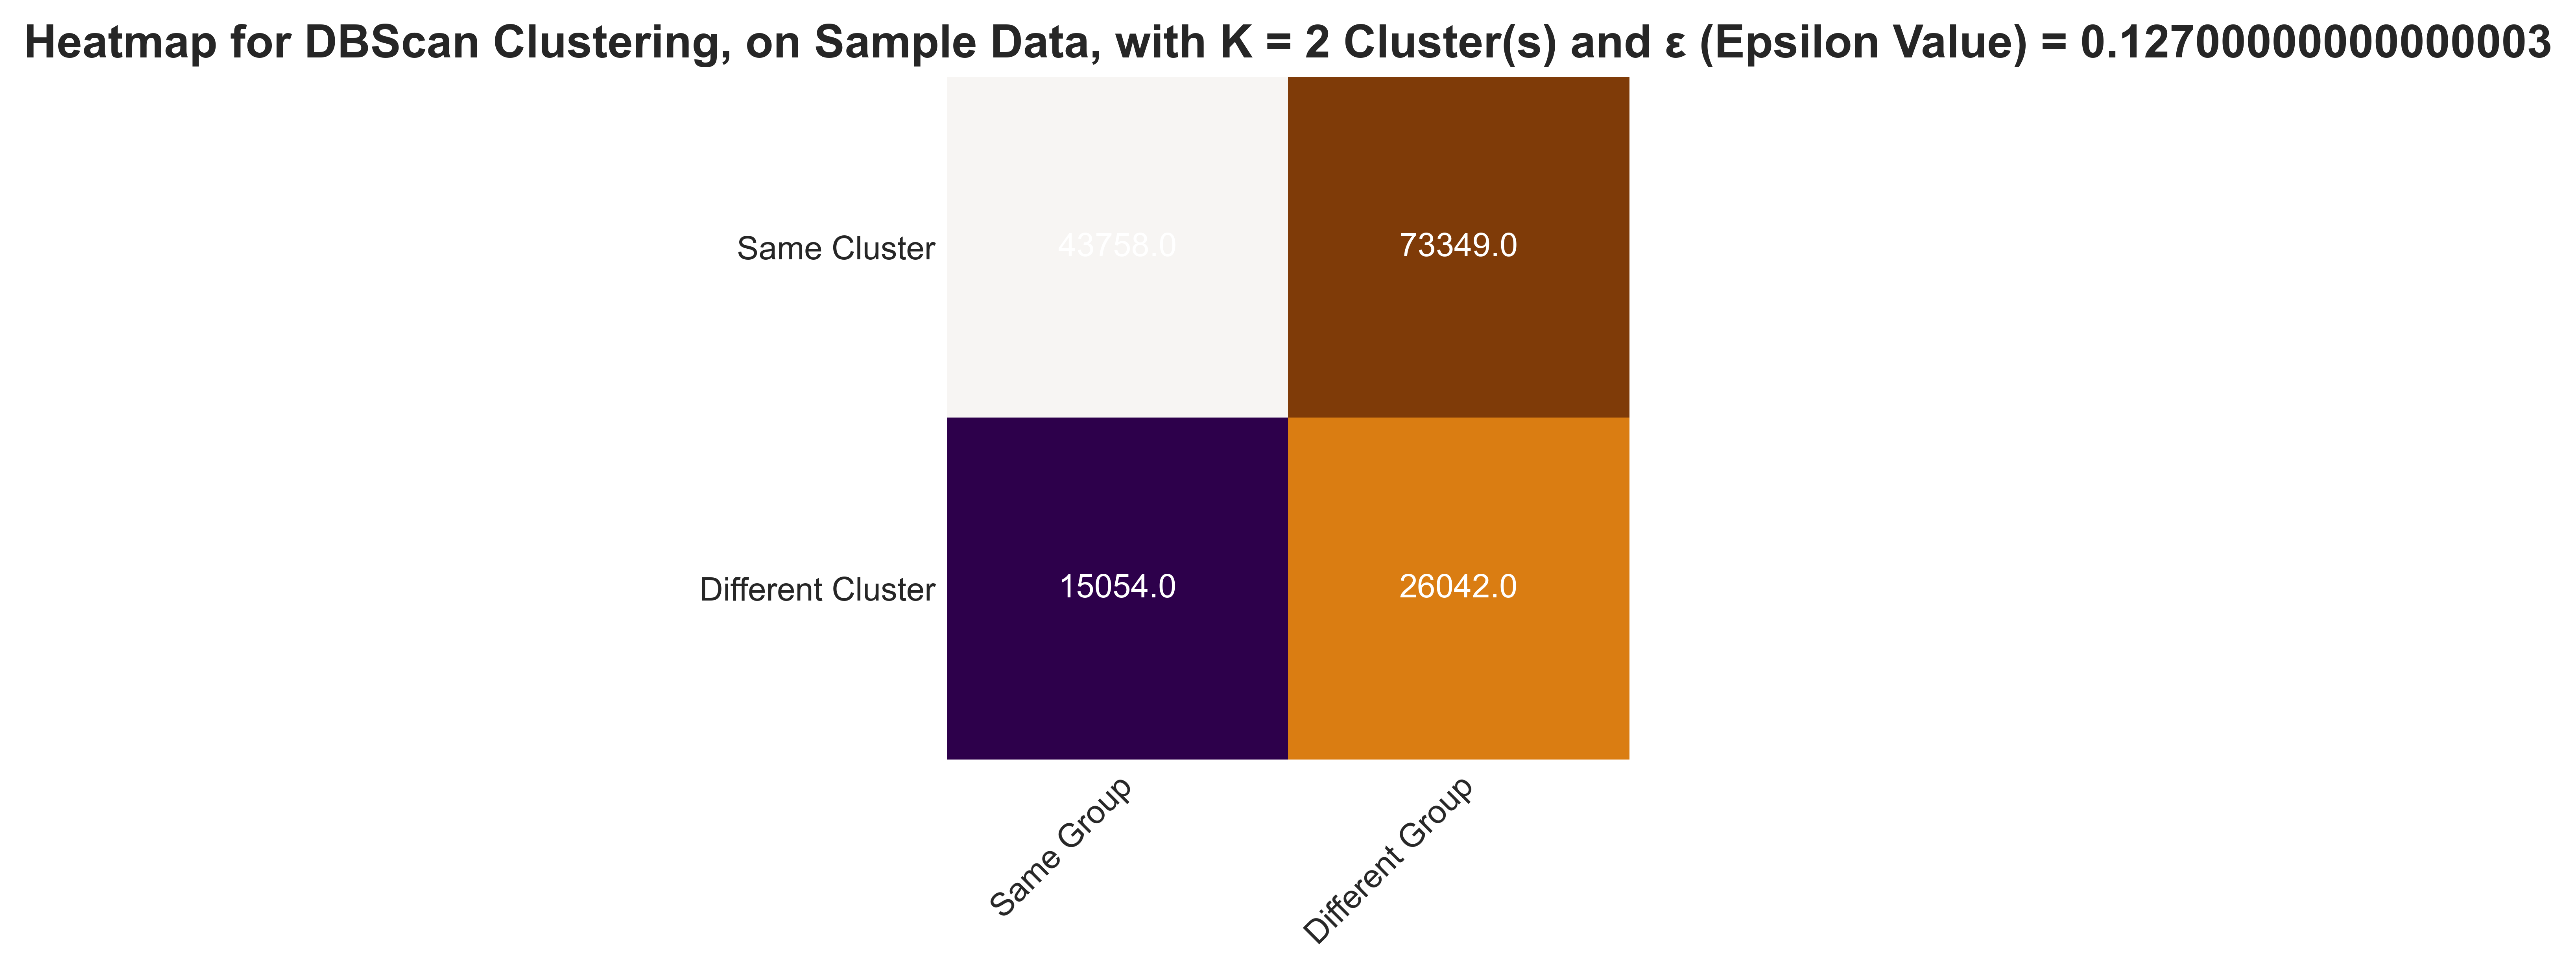 Heatmap for DBScan Clustering, on Sample Data, with K = 2 Cluster(s) and ε (Epsilon Value) = 0.12700000000000003
Same Cluster
43758.0
73349.0
Different Cluster
15054.0
26042.0
Same Group
Different Group